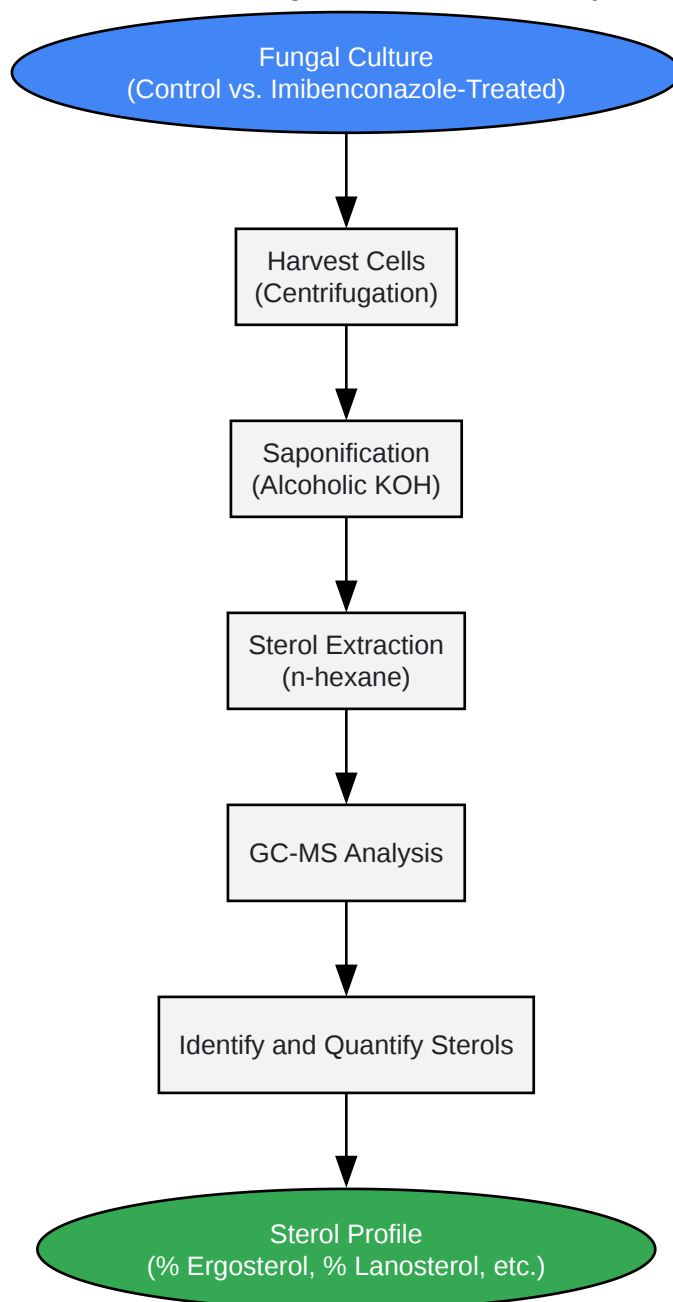 Fungal Culture
(Control vs. Imibenconazole-Treated)
Harvest Cells
(Centrifugation)
Saponification
(Alcoholic KOH)
Sterol Extraction
(n-hexane)
GC-MS Analysis
Identify and Quantify Sterols
Sterol Profile
(% Ergosterol, % Lanosterol, etc.)